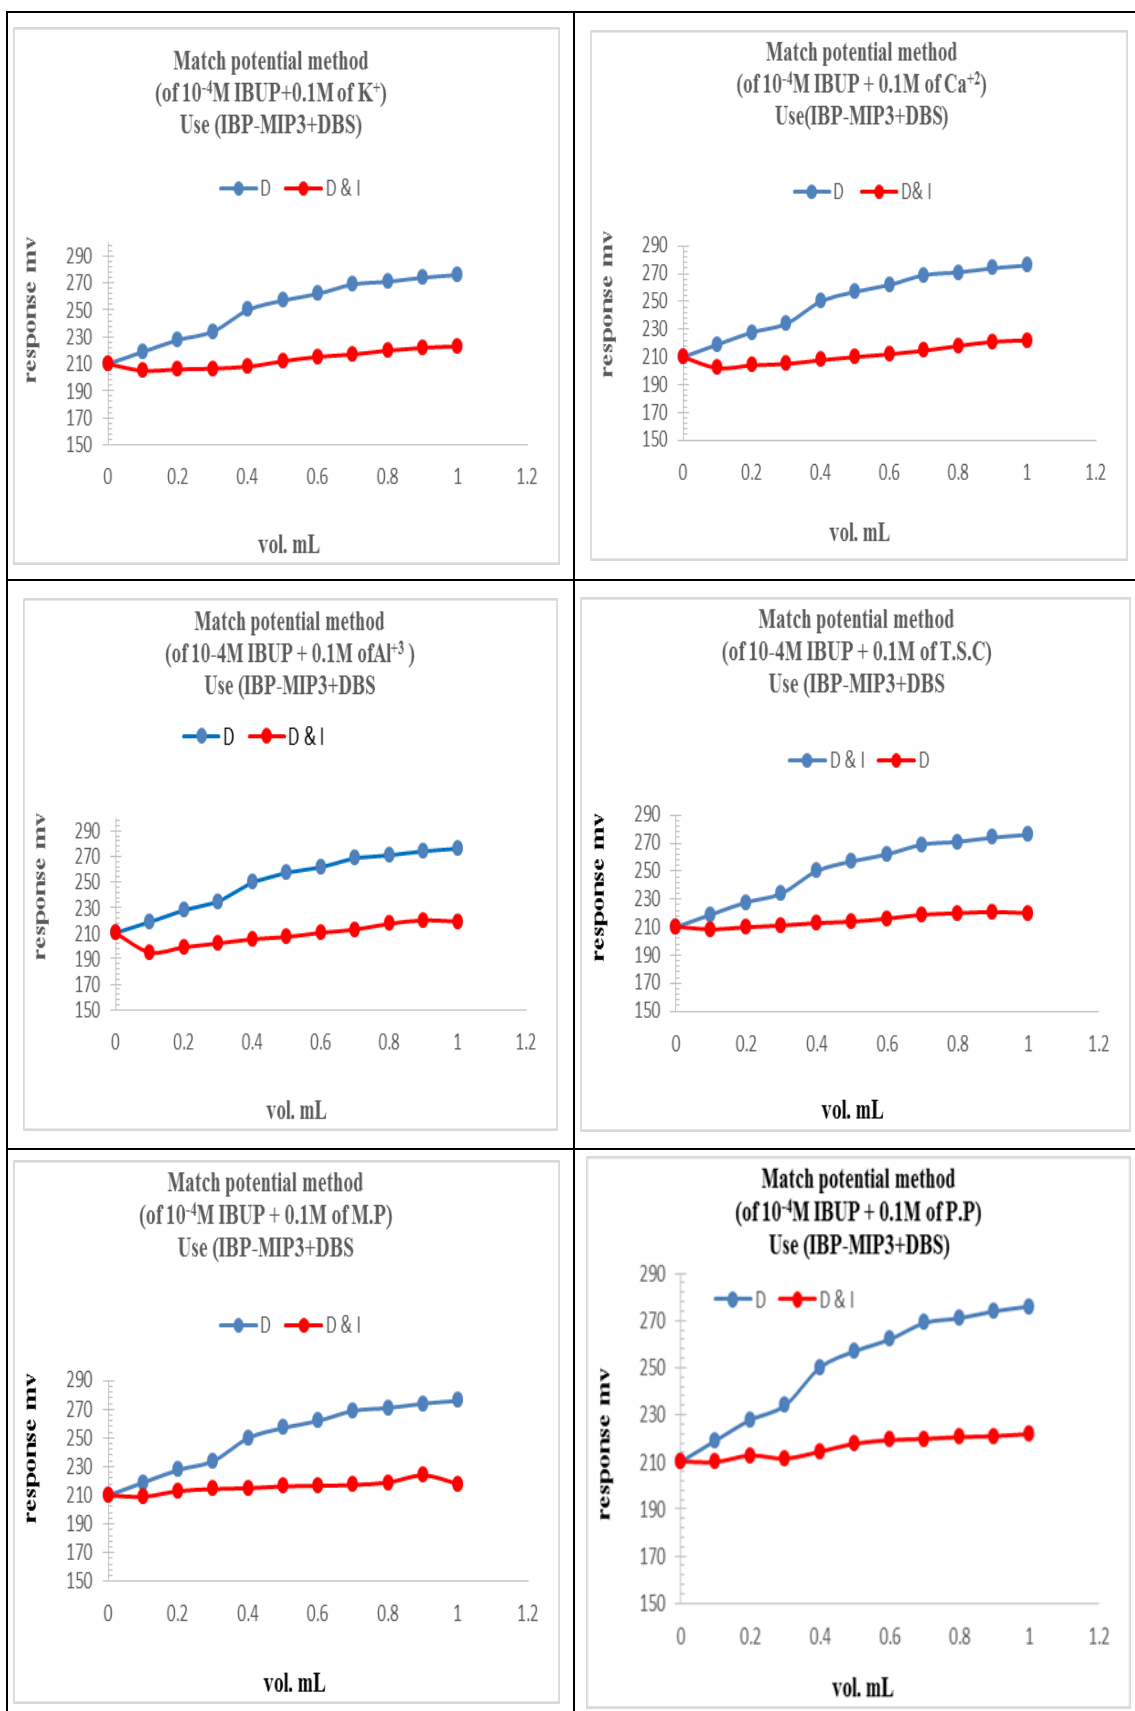 Match potential method
(of 10⁻⁴M IBUP+0.1M of K⁺)
Use (IBP-MIP3+DBS)
D
D & I
response mv
290
270
250
230
210
190
170
150
0
0.2
0.4
0.6
0.8
1
1.2
vol. mL
Match potential method
(of 10⁻⁴M IBUP + 0.1M of Ca⁺²)
Use(IBP-MIP3+DBS)
D
D& I
response mv
290
270
250
230
210
190
170
150
0
0.2
0.4
0.6
0.8
1
1.2
vol. mL
Match potential method
(of 10-4M IBUP + 0.1M ofAl⁺³ )
Use (IBP-MIP3+DBS
D
D & I
response mv
290
270
250
230
210
190
170
150
0
0.2
0.4
0.6
0.8
1
1.2
vol. mL
Match potential method
(of 10-4M IBUP + 0.1M of T.S.C)
Use (IBP-MIP3+DBS
D & I
D
response mv
290
270
250
230
210
190
170
150
0
0.2
0.4
0.6
0.8
1
1.2
vol. mL
Match potential method
(of 10⁻⁴M IBUP + 0.1M of M.P)
Use (IBP-MIP3+DBS
D
D & I
response mv
290
270
250
230
210
190
170
150
0
0.2
0.4
0.6
0.8
1
1.2
vol. mL
Match potential method
(of 10⁻⁴M IBUP + 0.1M of P.P)
Use (IBP-MIP3+DBS)
D
D & I
response mv
290
270
250
230
210
190
170
150
0
0.2
0.4
0.6
0.8
1
1.2
vol. mL